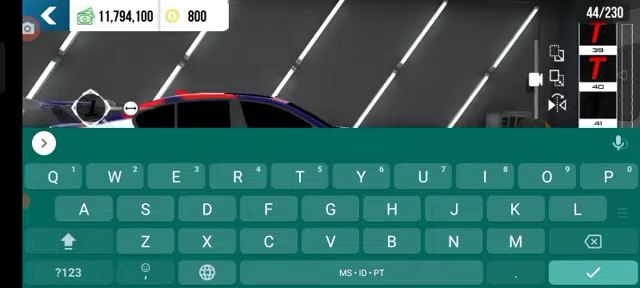 11,794,100 800 44/230
T
39
T
40
41
Q 1 W 2 E 3 R 4 T 5 Y 6 U 7 I 8 O 9 P 0
A S D F G H J K L
Z X C V B N M
?123 , MS • ID • PT .